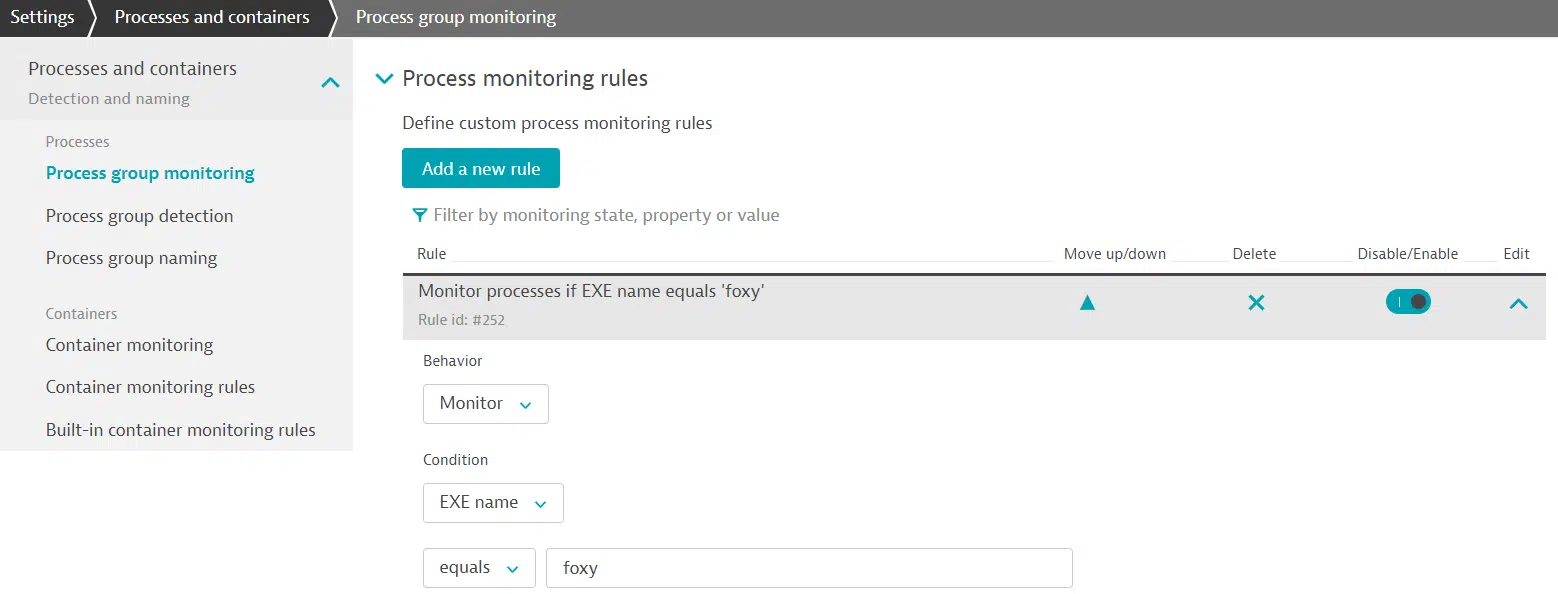 Settings
Processes and containers
Process group monitoring
Processes and containers
Detection and naming
Processes
Process group monitoring
Process group detection
Process group naming
Containers
Container monitoring
Container monitoring rules
Built-in container monitoring rules
Process monitoring rules
Define custom process monitoring rules
Add a new rule
Filter by monitoring state, property or value
Rule Move up/down Delete Disable/Enable Edit
Monitor processes if EXE name equals 'foxy'
Rule id: #252
Behavior
Monitor
Condition
EXE name
equals foxy